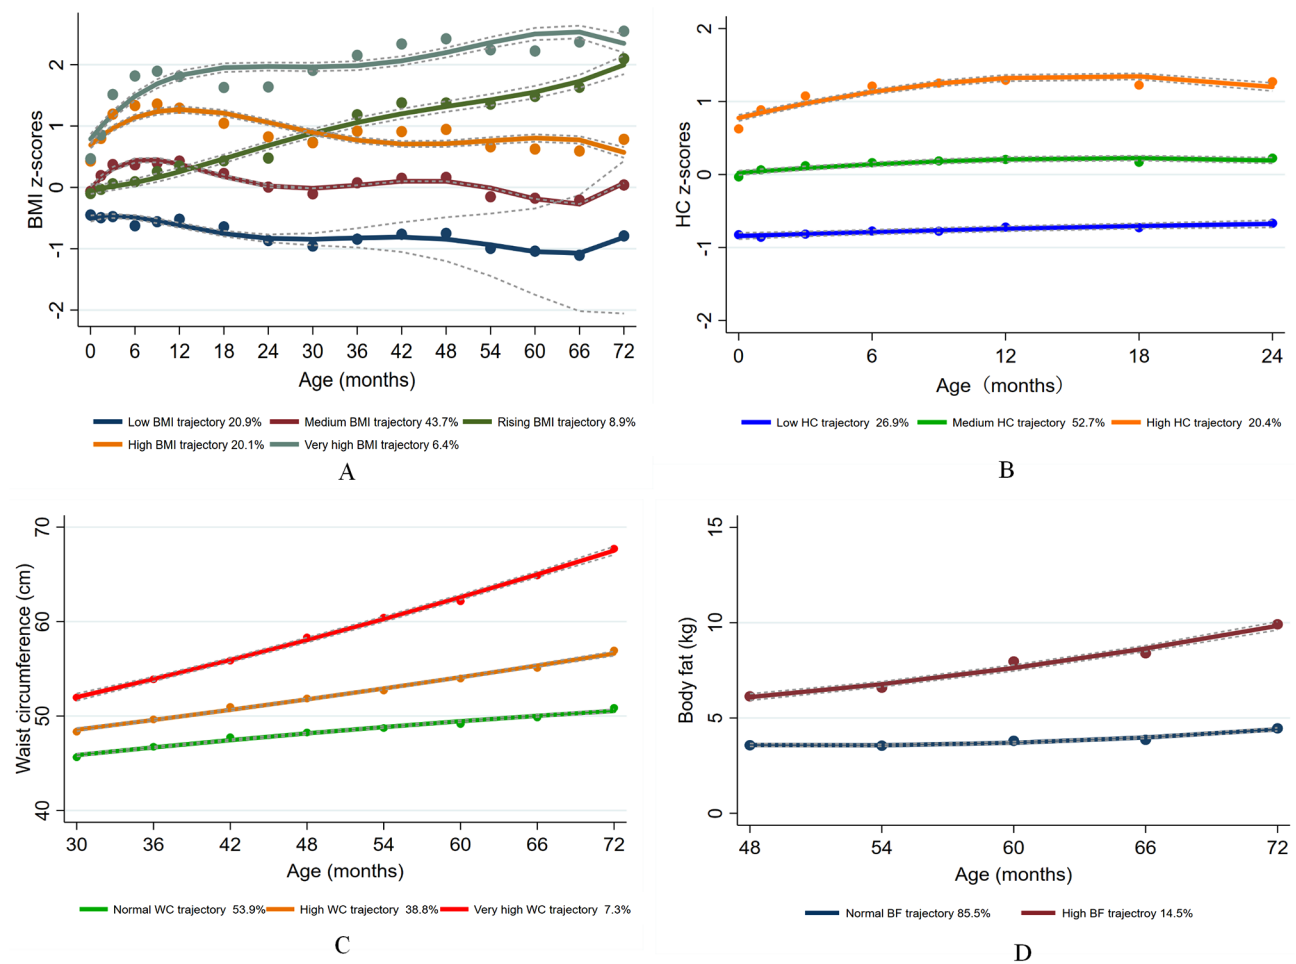 2
1
0
-1
-2
BMI z-scores
0 6 12 18 24 30 36 42 48 54 60 66 72
Age (months)
Low BMI trajectory 20.9% Medium BMI trajectory 43.7% Rising BMI trajectory 8.9%
High BMI trajectory 20.1% Very high BMI trajectory 6.4%
A
2
1
0
-1
-2
HC z-scores
0 6 12 18 24
Age（months）
Low HC trajectory 26.9% Medium HC trajectory 52.7% High HC trajectory 20.4%
B
70
60
50
40
Waist circumference (cm)
30 36 42 48 54 60 66 72
Age (months)
Normal WC trajectory 53.9% High WC trajectory 38.8% Very high WC trajectory 7.3%
C
15
10
5
0
Body fat (kg)
48 54 60 66 72
Age (months)
Normal BF trajectory 85.5% High BF trajectroy 14.5%
D